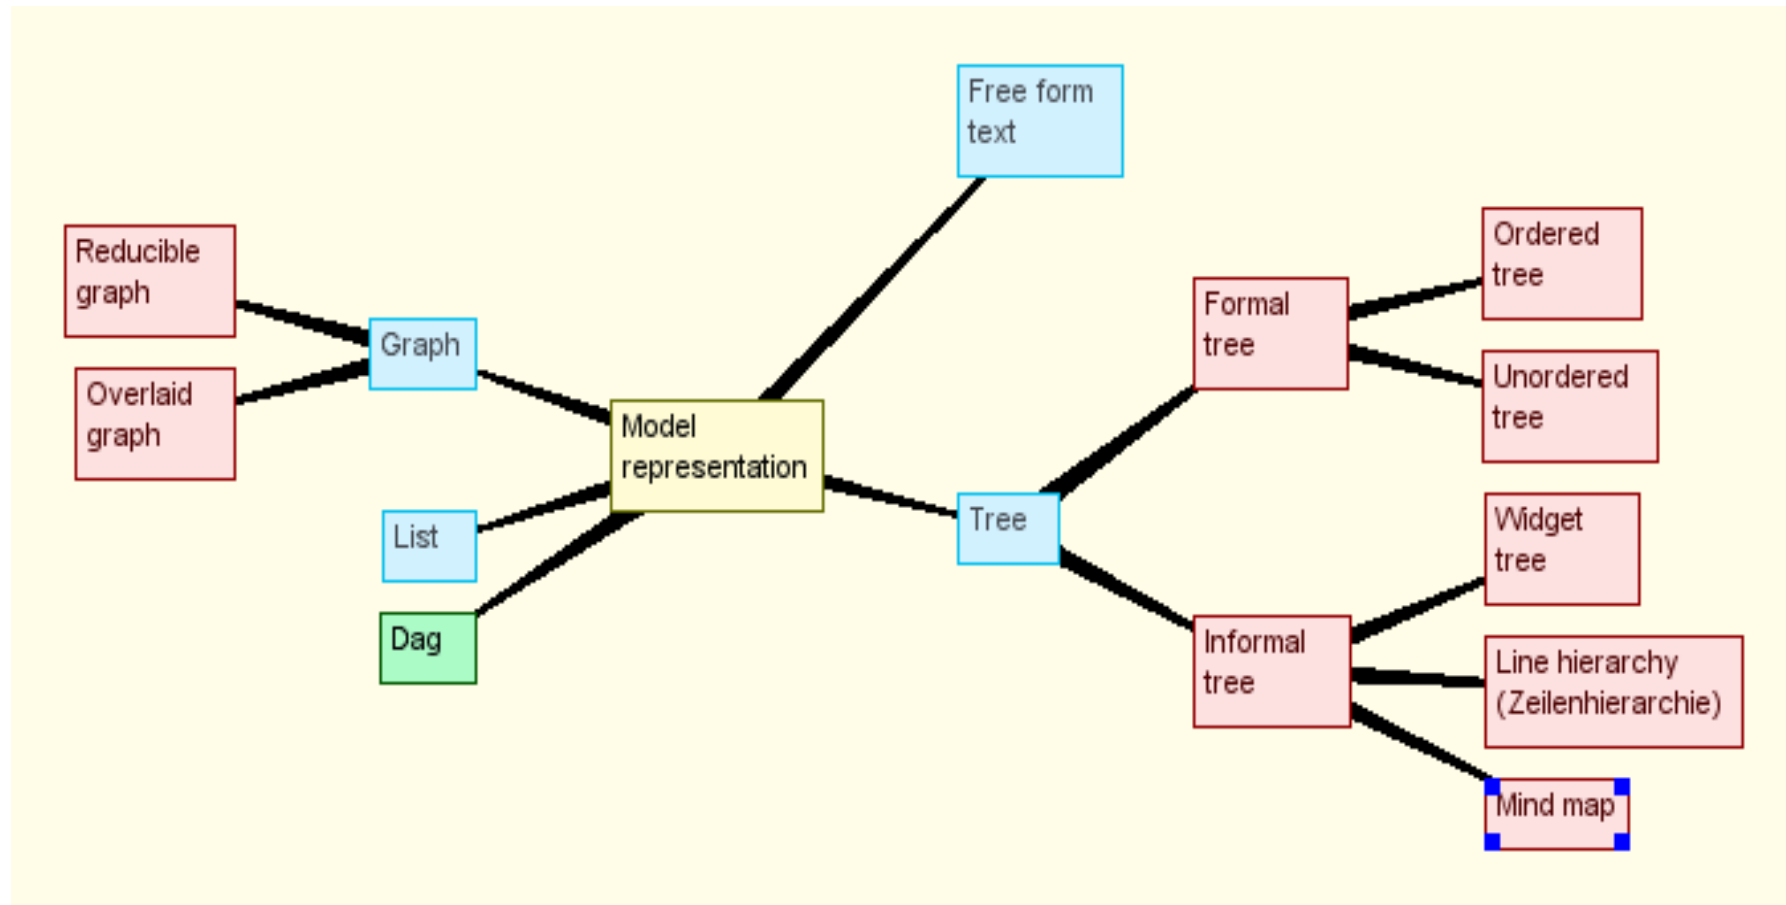 Free form
text
Reducible
graph
Overlaid
graph
Graph
List
Dag
Model
representation
Tree
Formal
tree
Ordered
tree
Unordered
tree
Informal
tree
Widget
tree
Line hierarchy
(Zeilenhierarchie)
Mind map